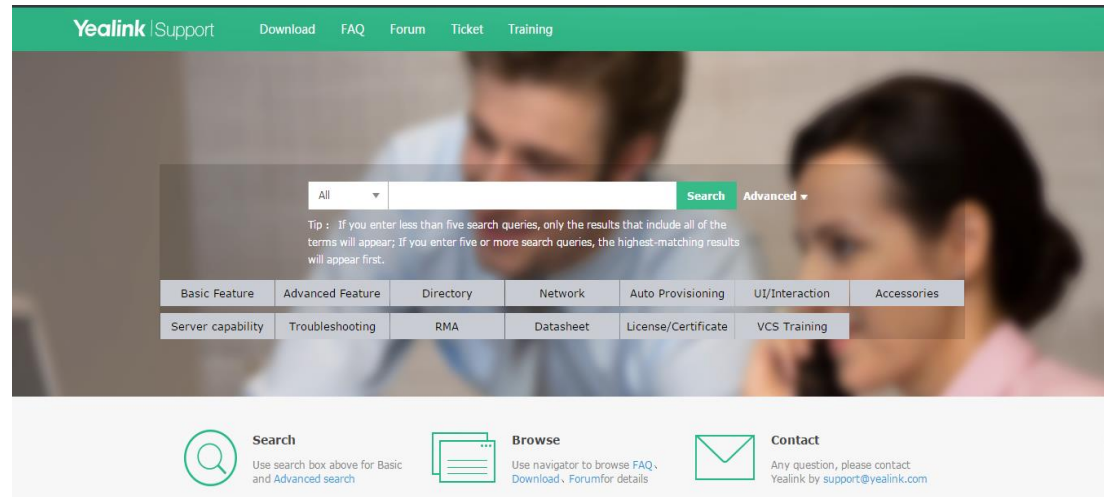 Yealink | Support Download FAQ Forum Ticket Training
All Search Advanced
Tip : If you enter less than five search queries, only the results that include all of the
terms will appear; If you enter five or more search queries, the highest-matching results
will appear first.
Basic Feature Advanced Feature Directory Network Auto Provisioning UI/Interaction Accessories
Server capability Troubleshooting RMA Datasheet License/Certificate VCS Training
Search
Use search box above for Basic
and Advanced search
Browse
Use navigator to browse FAQ、
Download、Forumfor details
Contact
Any question, please contact
Yealink by support@yealink.com